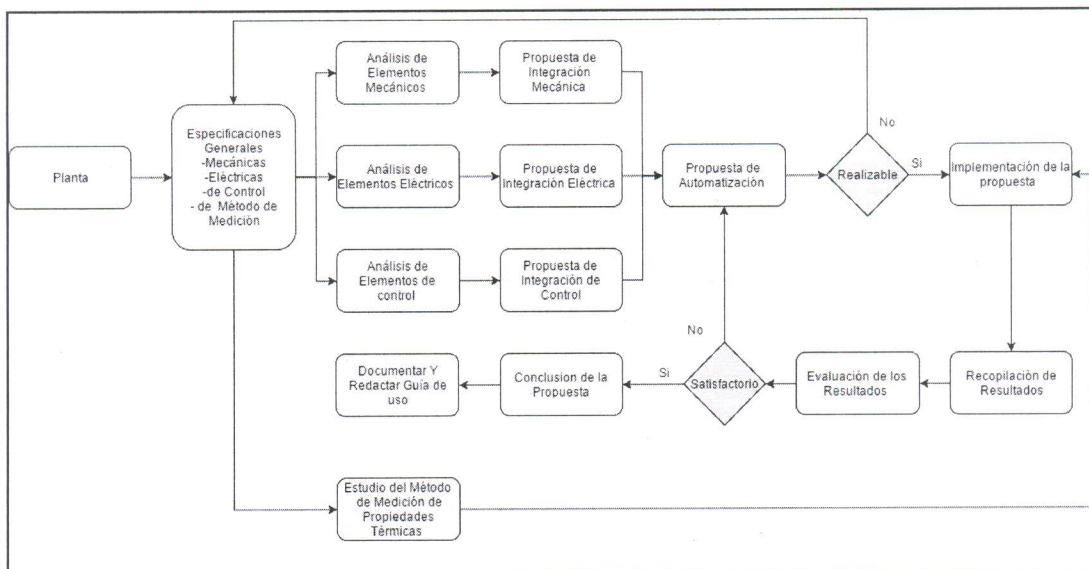 Planta
Especificaciones
Generales
-Mecánicas
-Eléctricas
-de Control
- de Método de
Medición
Análisis de
Elementos
Mecánicos
Propuesta de
Integración
Mecánica
Análisis de
Elementos Eléctricos
Propuesta de
Integración Eléctrica
Análisis de
Elementos de
control
Propuesta de
Integración de
Control
Propuesta de
Automatización
No
Realizable
Si
Implementación de la
propuesta
Recopilación de
Resultados
Evaluación de los
Resultados
No
Satisfactorio
Si
Conclusion de la
Propuesta
Documentar Y
Redactar Guía de
uso
Estudio del Método
de Medición de
Propiedades
Térmicas